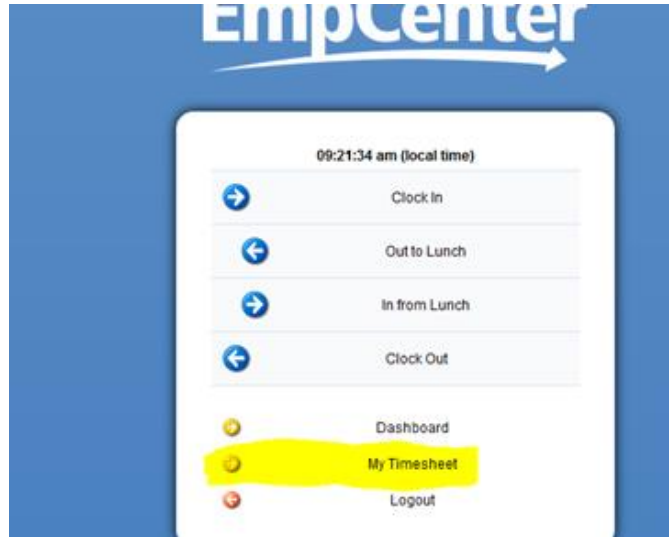 EmpCenter
09:21:34 am (local time)
Clock In
Out to Lunch
In from Lunch
Clock Out
Dashboard
My Timesheet
Logout